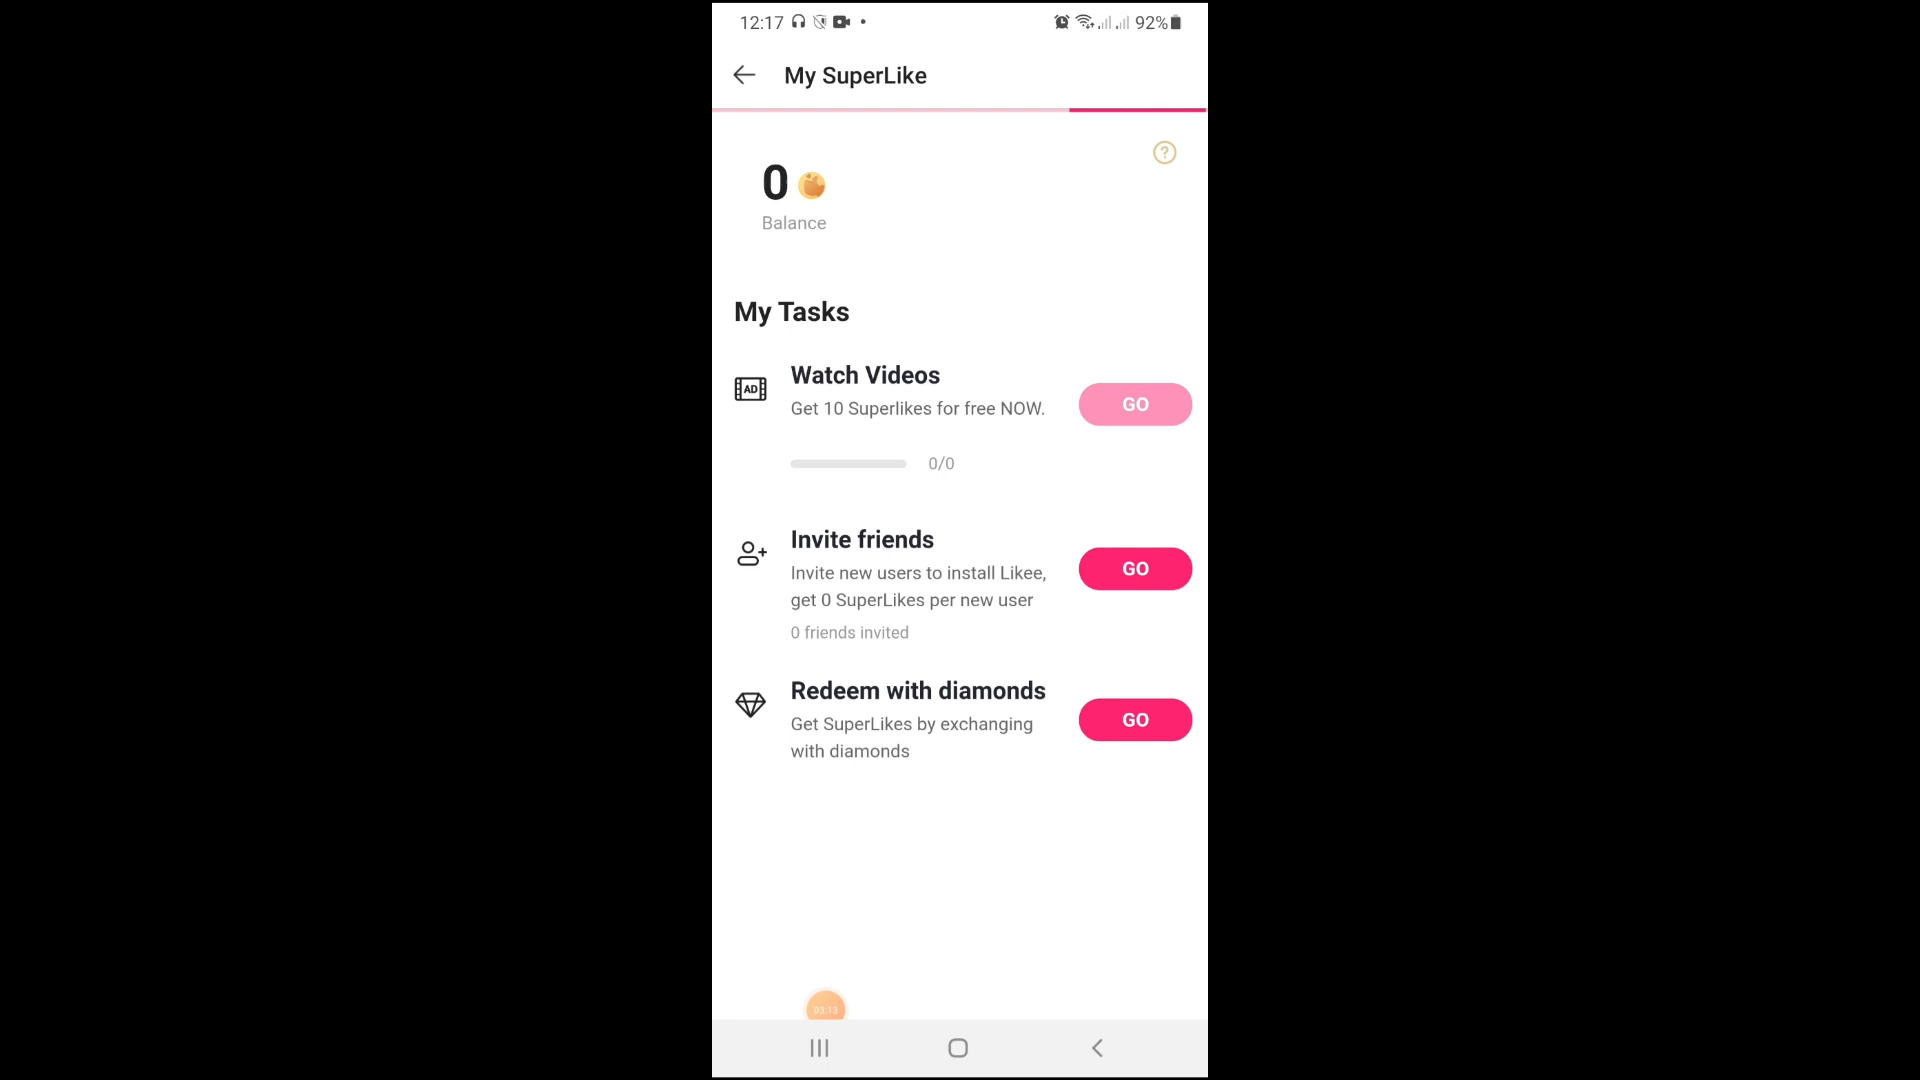 12:17
92%
My SuperLike
?
0
Balance
My Tasks
AD
Watch Videos
Get 10 Superlikes for free NOW.
GO
0/0
Invite friends
Invite new users to install Likee,
get 0 SuperLikes per new user
GO
0 friends invited
Redeem with diamonds
Get SuperLikes by exchanging
with diamonds
GO
03:13